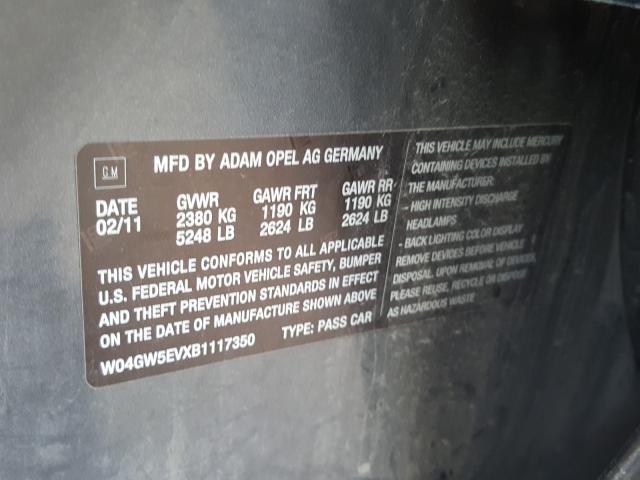 GM
MFD BY ADAM OPEL AG GERMANY
DATE GVWR GAWR FRT GAWR RR
02/11 2380 KG 1190 KG 1190 KG
5248 LB 2624 LB 2624 LB
THIS VEHICLE CONFORMS TO ALL APPLICABLE
U.S. FEDERAL MOTOR VEHICLE SAFETY, BUMPER
AND THEFT PREVENTION STANDARDS IN EFFECT
ON THE DATE OF MANUFACTURE SHOWN ABOVE
W04GW5EVXB1117350 TYPE: PASS CAR
THIS VEHICLE MAY INCLUDE MERCURY
CONTAINING DEVICES INSTALLED BY
THE MANUFACTURER:
- HIGH INTENSITY DISCHARGE
HEADLAMPS
- BACK LIGHTING COLOR DISPLAY
REMOVE DEVICES BEFORE VEHICLE
DISPOSAL. UPON REMOVAL OF DEVICES,
PLEASE REUSE, RECYCLE OR DISPOSE
AS HAZARDOUS WASTE